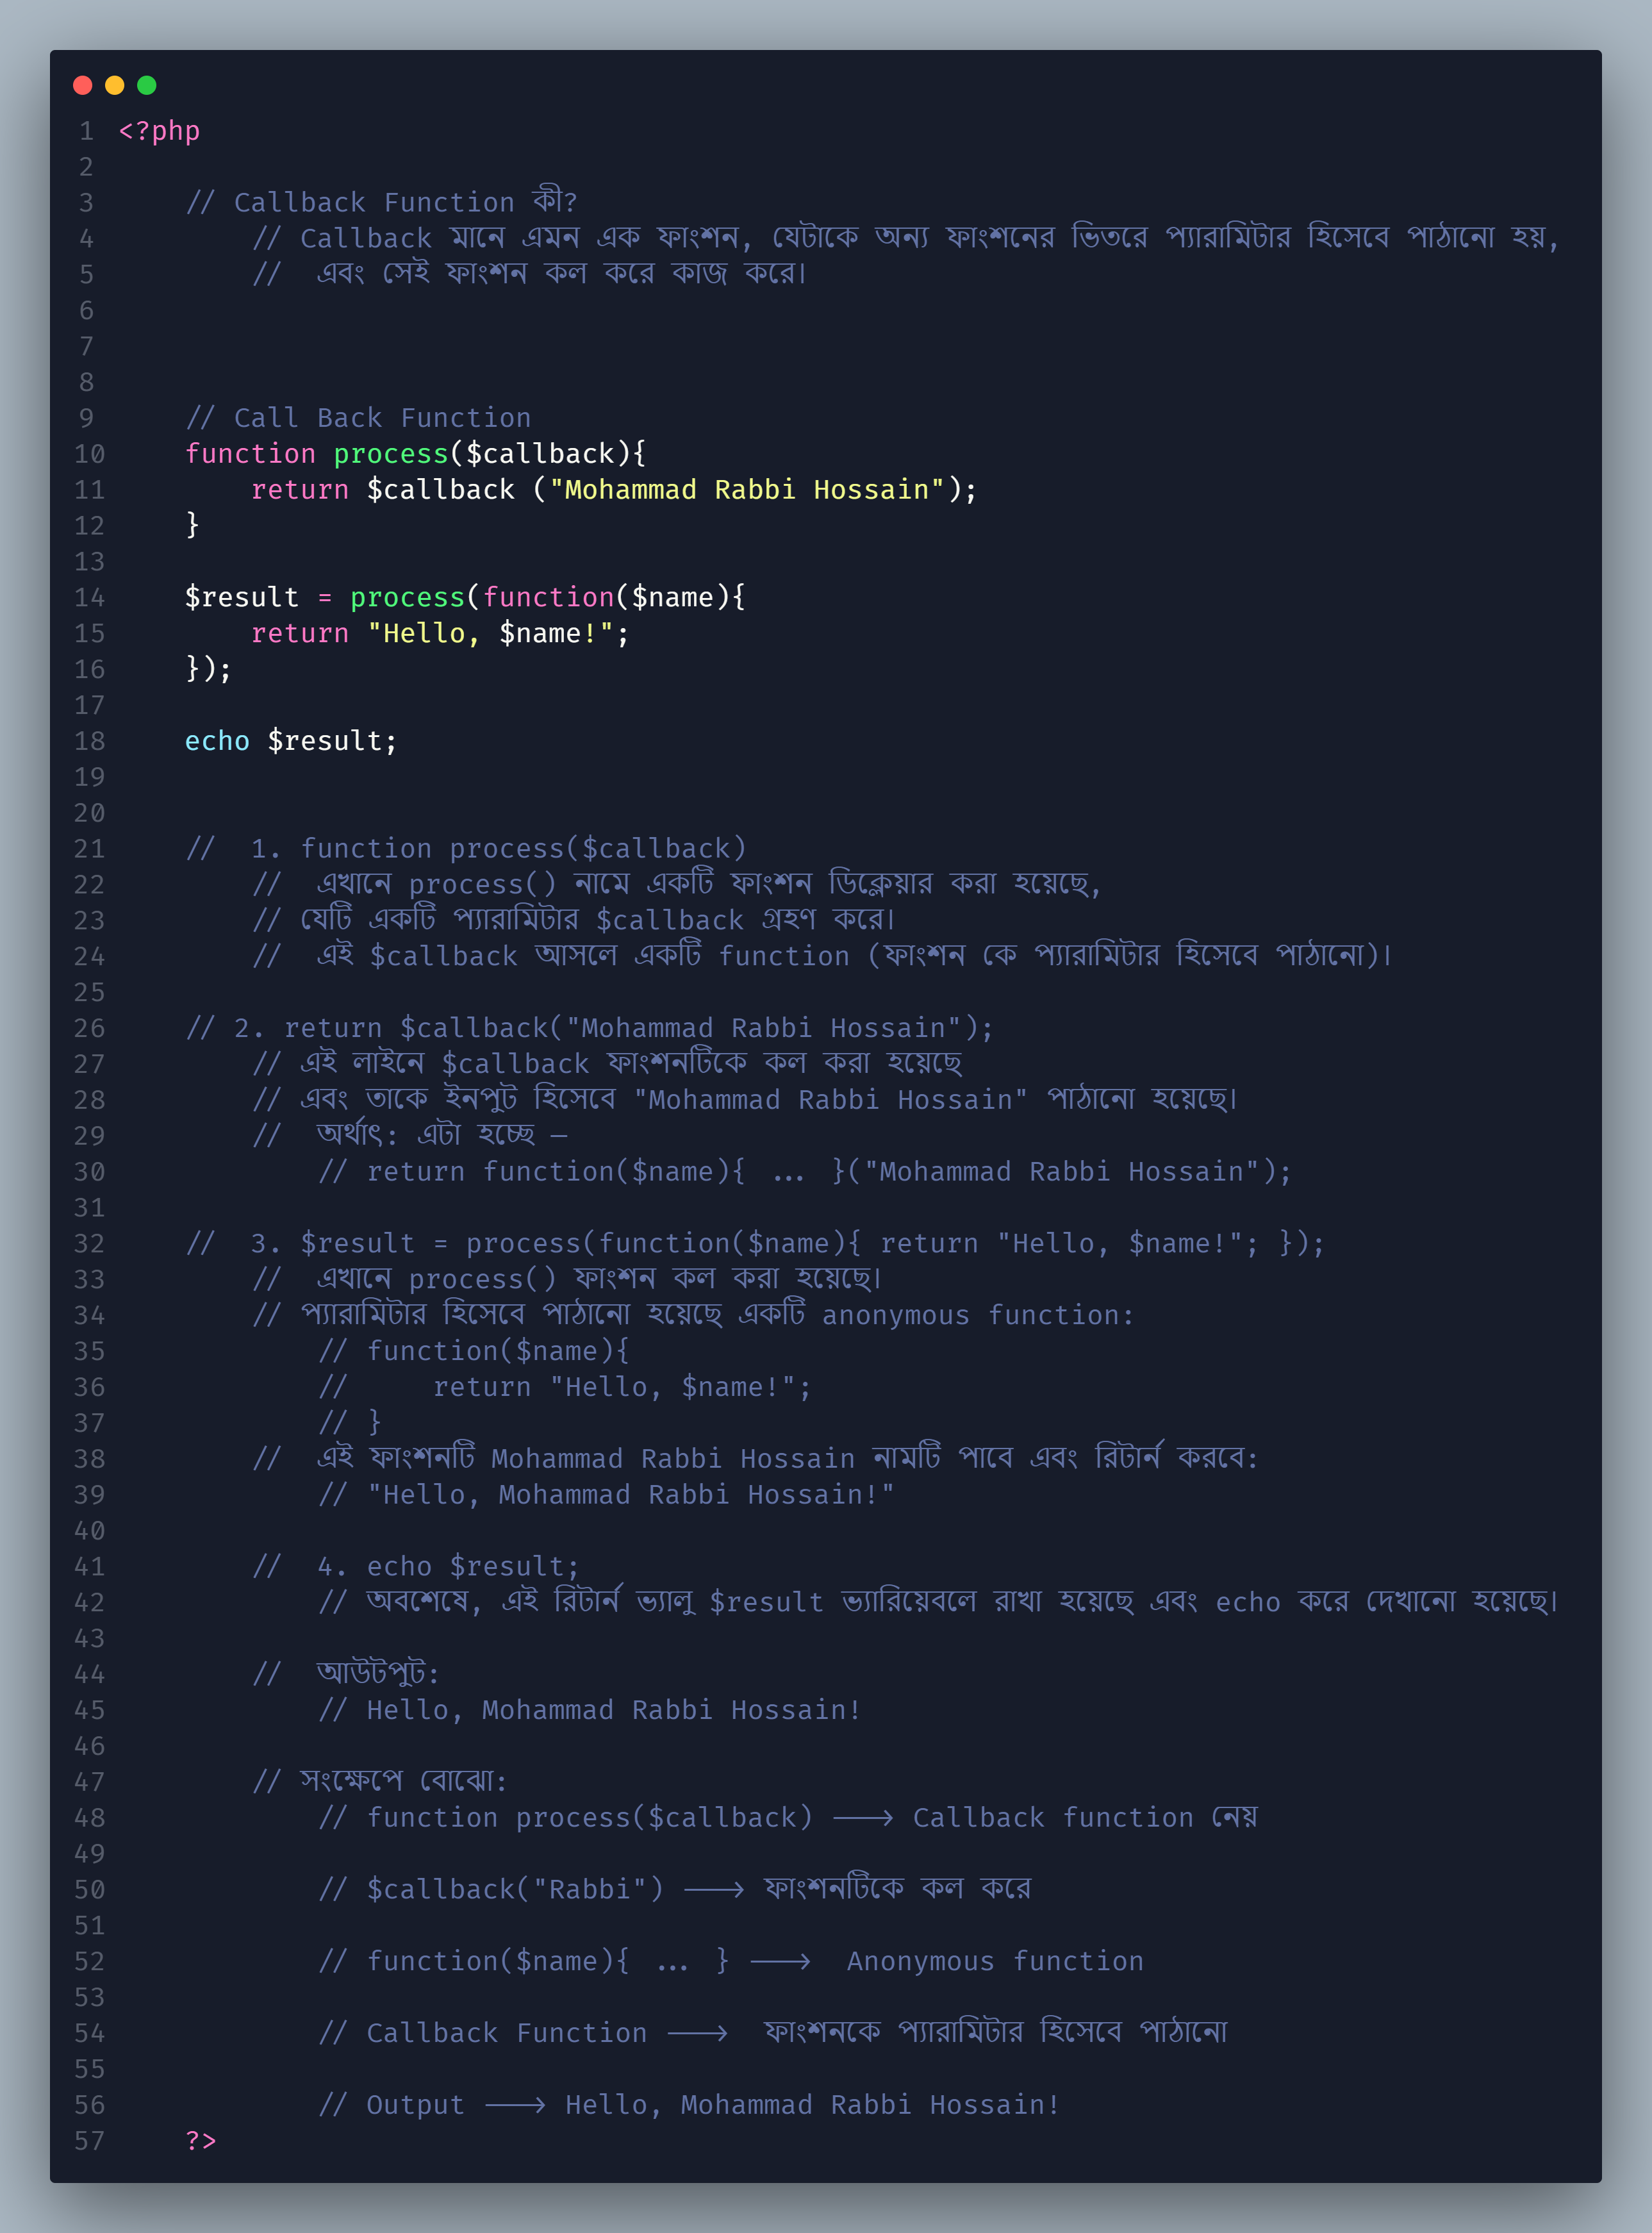 1 <?php
2
3 // Callback Function কী?
4 // Callback মানে এমন এক ফাংশন, যেটাকে অন্য ফাংশনের ভিতরে প্যারামিটার হিসেবে পাঠানো হয়,
5 //  এবং সেই ফাংশন কল করে কাজ করে।
6
7
8
9 // Call Back Function
10 function process($callback){
11 return $callback ("Mohammad Rabbi Hossain");
12 }
13
14 $result = process(function($name){
15 return "Hello, $name!";
16 });
17
18 echo $result;
19
20
21 //  1. function process($callback)
22 //  এখানে process() নামে একটি ফাংশন ডিক্লেয়ার করা হয়েছে,
23 // যেটি একটি প্যারামিটার $callback গ্রহণ করে।
24 //  এই $callback আসলে একটি function (ফাংশন কে প্যারামিটার হিসেবে পাঠানো)।
25
26 // 2. return $callback("Mohammad Rabbi Hossain");
27 // এই লাইনে $callback ফাংশনটিকে কল করা হয়েছে
28 // এবং তাকে ইনপুট হিসেবে "Mohammad Rabbi Hossain" পাঠানো হয়েছে।
29 //  অর্থাৎ: এটা হচ্ছে —
30 // return function($name){ ... }("Mohammad Rabbi Hossain");
31
32 //  3. $result = process(function($name){ return "Hello, $name!"; });
33 //  এখানে process() ফাংশন কল করা হয়েছে।
34 // প্যারামিটার হিসেবে পাঠানো হয়েছে একটি anonymous function:
35 // function($name){
36 //     return "Hello, $name!";
37 // }
38 //  এই ফাংশনটি Mohammad Rabbi Hossain নামটি পাবে এবং রিটার্ন করবে:
39 // "Hello, Mohammad Rabbi Hossain!"
40
41 //  4. echo $result;
42 // অবশেষে, এই রিটার্ন ভ্যালু $result ভ্যারিয়েবলে রাখা হয়েছে এবং echo করে দেখানো হয়েছে।
43
44 //  আউটপুট:
45 // Hello, Mohammad Rabbi Hossain!
46
47 // সংক্ষেপে বোঝো:
48 // function process($callback) ---> Callback function নেয়
49
50 // $callback("Rabbi") ---> ফাংশনটিকে কল করে
51
52 // function($name){ ... } --->  Anonymous function
53
54 // Callback Function --->  ফাংশনকে প্যারামিটার হিসেবে পাঠানো
55
56 // Output ---> Hello, Mohammad Rabbi Hossain!
57 ?>